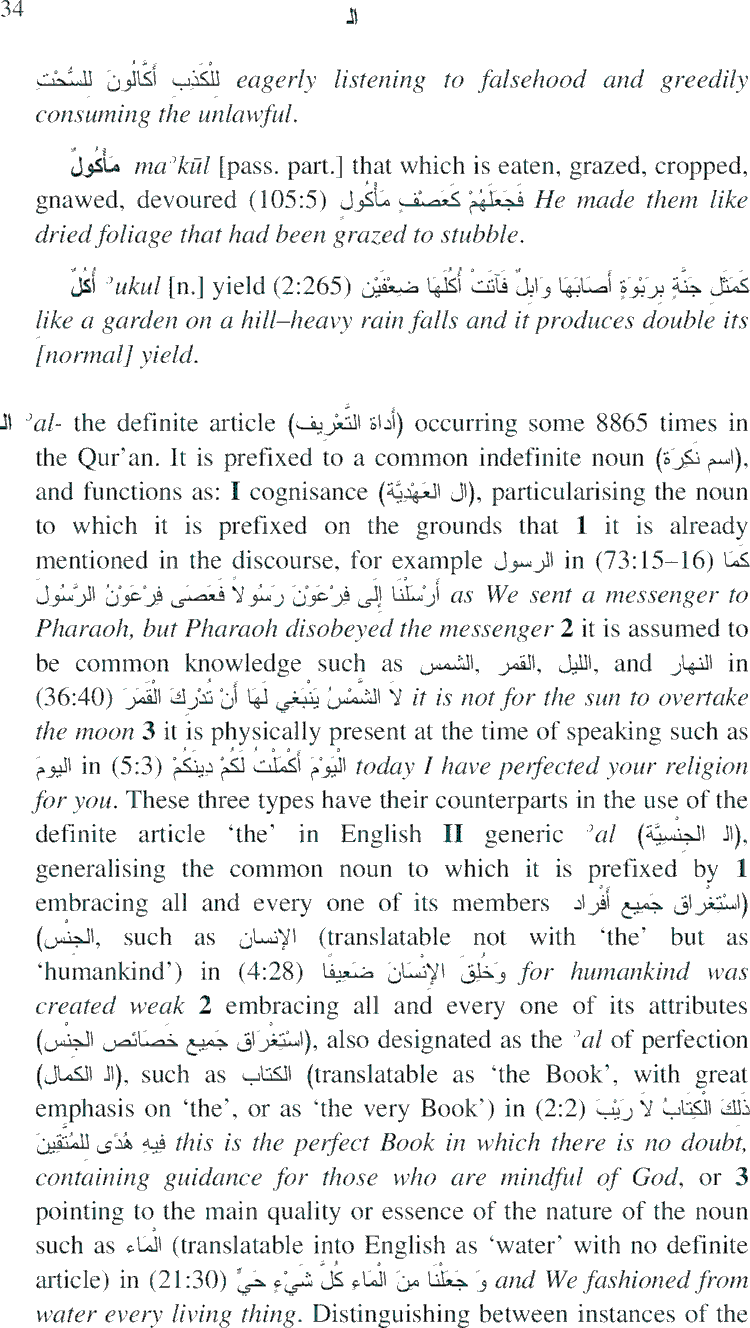 34
الـ
لِلْكَذِبِ أَكَّالُونَ لِلسُّحْتِ eagerly listening to falsehood and greedily
consuming the unlawful.
مَأْكُولٌ maʾkūl [pass. part.] that which is eaten, grazed, cropped,
gnawed, devoured (105:5) فَجَعَلَهُمْ كَعَصْفٍ مَأْكُولٍ He made them like
dried foliage that had been grazed to stubble.
أُكُلٌ ʾukul [n.] yield (2:265) كَمَثَلِ جَنَّةٍ بِرَبْوَةٍ أَصَابَهَا وَابِلٌ فَآتَتْ أُكُلَهَا ضِعْفَيْنِ
like a garden on a hill–heavy rain falls and it produces double its
[normal] yield.
الـ ʾal- the definite article (أداة التَّعْرِيف) occurring some 8865 times in
the Qur’an. It is prefixed to a common indefinite noun (اسم نَكِرَة),
and functions as: I cognisance (ال العَهْدِيَّة), particularising the noun
to which it is prefixed on the grounds that 1 it is already
mentioned in the discourse, for example الرسول in (73:15–16) كَمَا
أَرْسَلْنَا إِلَى فِرْعَوْنَ رَسُولاً فَعَصَى فِرْعَوْنُ الرَّسُولَ as We sent a messenger to
Pharaoh, but Pharaoh disobeyed the messenger 2 it is assumed to
be common knowledge such as الشمس, القمر, الليل, and النهار in
(36:40) لاَ الشَّمْسُ يَنْبَغِي لَهَا أَنْ تُدْرِكَ الْقَمَرَ it is not for the sun to overtake
the moon 3 it is physically present at the time of speaking such as
اليومَ in (5:3) الْيَوْمَ أَكْمَلْتُ لَكُمْ دِينَكُمْ today I have perfected your religion
for you. These three types have their counterparts in the use of the
definite article ‘the’ in English II generic ʾal (الـ الجِنْسِيَّة),
generalising the common noun to which it is prefixed by 1
embracing all and every one of its members (اسْتِغْراق جَميع أَفْراد
الجِنْس), such as الإنسان (translatable not with ‘the’ but as
‘humankind’) in (4:28) وَخُلِقَ الإِنْسَانُ ضَعِيفًا for humankind was
created weak 2 embracing all and every one of its attributes
(اسْتِغْرَاق جَمِيع خَصائص الجِنْس), also designated as the ʾal of perfection
(الـ الكمال), such as الكتاب (translatable as ‘the Book’, with great
emphasis on ‘the’, or as ‘the very Book’) in (2:2) ذَلِكَ الْكِتَابُ لاَ رَيْبَ
فِيهِ هُدًى لِلْمُتَّقِينَ this is the perfect Book in which there is no doubt,
containing guidance for those who are mindful of God, or 3
pointing to the main quality or essence of the nature of the noun
such as الْمَاء (translatable into English as ‘water’ with no definite
article) in (21:30) وَ جَعَلْنَا مِنَ الْمَاءِ كُلَّ شَيْءٍ حَيٍّ and We fashioned from
water every living thing. Distinguishing between instances of the